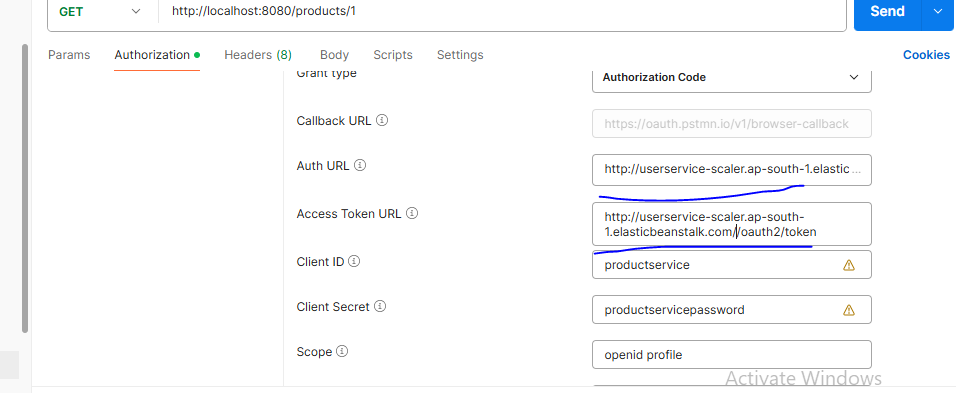 GET
http://localhost:8080/products/1
Send
Params
Authorization
Headers (8)
Body
Scripts
Settings
Cookies
Grant type
Authorization Code
Callback URL
https://oauth.pstmn.io/v1/browser-callback
Auth URL
http://userservice-scaler.ap-south-1.elastic...
Access Token URL
http://userservice-scaler.ap-south-
1.elasticbeanstalk.com//oauth2/token
Client ID
productservice
Client Secret
productservicepassword
Scope
openid profile
Activate Windows